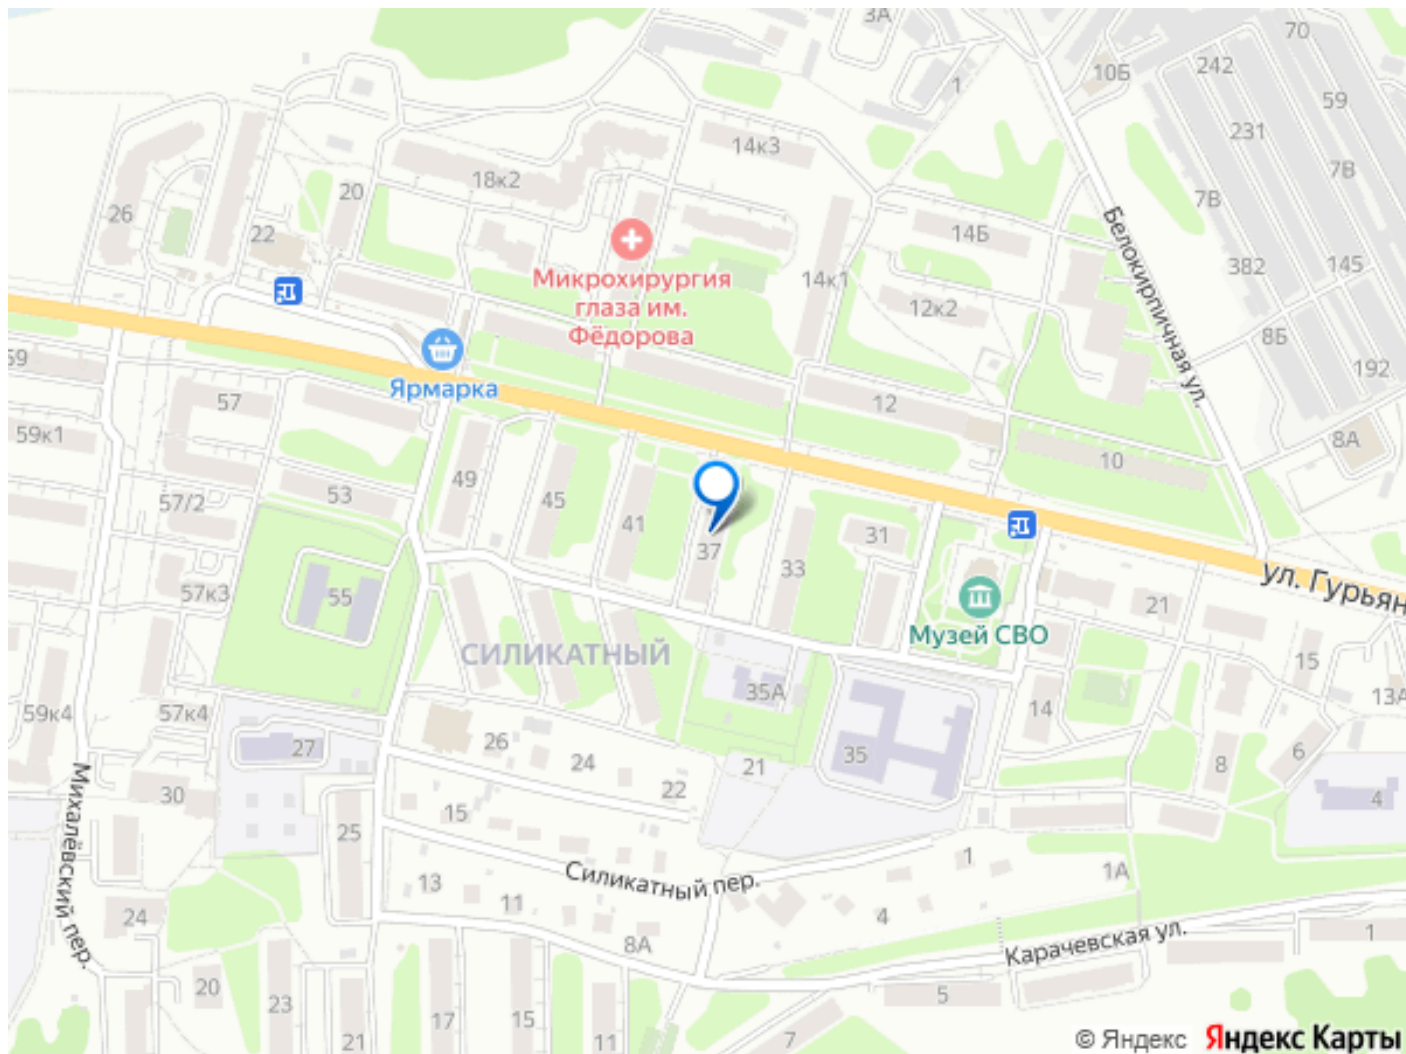 3А
70
242
10Б
1
59
231
14к3
7В
18к2
20
7В
26
22
14Б
Белокирпичная ул.
382
145
Микрохирургия
глаза им.
Фёдорова
14к1
12к2
8Б
59
192
Ярмарка
57
12
59к1
8А
10
49
53
45
57/2
41
31
37
33
ул. Гурьян
57к3
55
21
Музей СВО
СИЛИКАТНЫЙ
15
35А
13А
59к4
57к4
14
26
27
35
6
24
21
8
22
30
4
Михалёвский пер.
15
25
1
Силикатный пер.
1А
13
11
24
4
8А
Карачевская ул.
1
20
5
23
17
15
21
11
7
© Яндекс Яндекс Карты